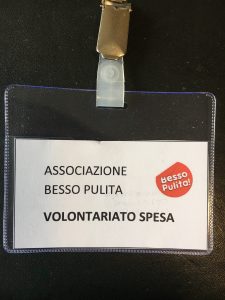 ASSOCIAZIONE
BESSO PULITA
Besso
Pulita!
VOLONTARIATO SPESA